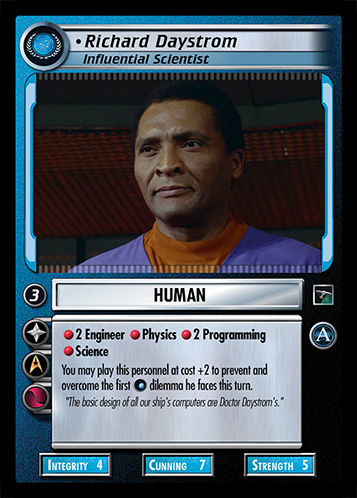 • Richard Daystrom
Influential Scientist
3
HUMAN
2 Engineer • Physics • 2 Programming
• Science
A
You may play this personnel at cost +2 to prevent and
overcome the first dilemma he faces this turn.
"The basic design of all our ship's computers are Doctor Daystrom's."
INTEGRITY 4 CUNNING 7 STRENGTH 5